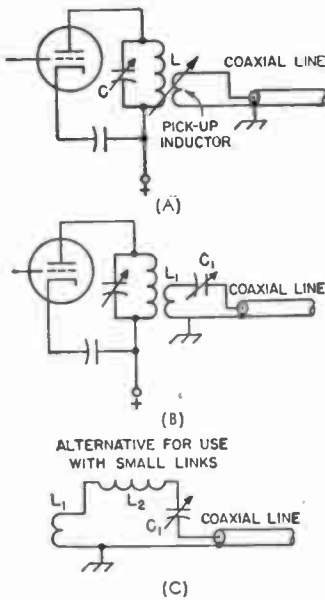 L
COAXIAL LINE
C
PICK-UP
INDUCTOR
+
(A)
L₁
C₁
COAXIAL LINE
+
(B)
ALTERNATIVE FOR USE
WITH SMALL LINKS
L₁
L₂
C₁
COAXIAL LINE
(C)